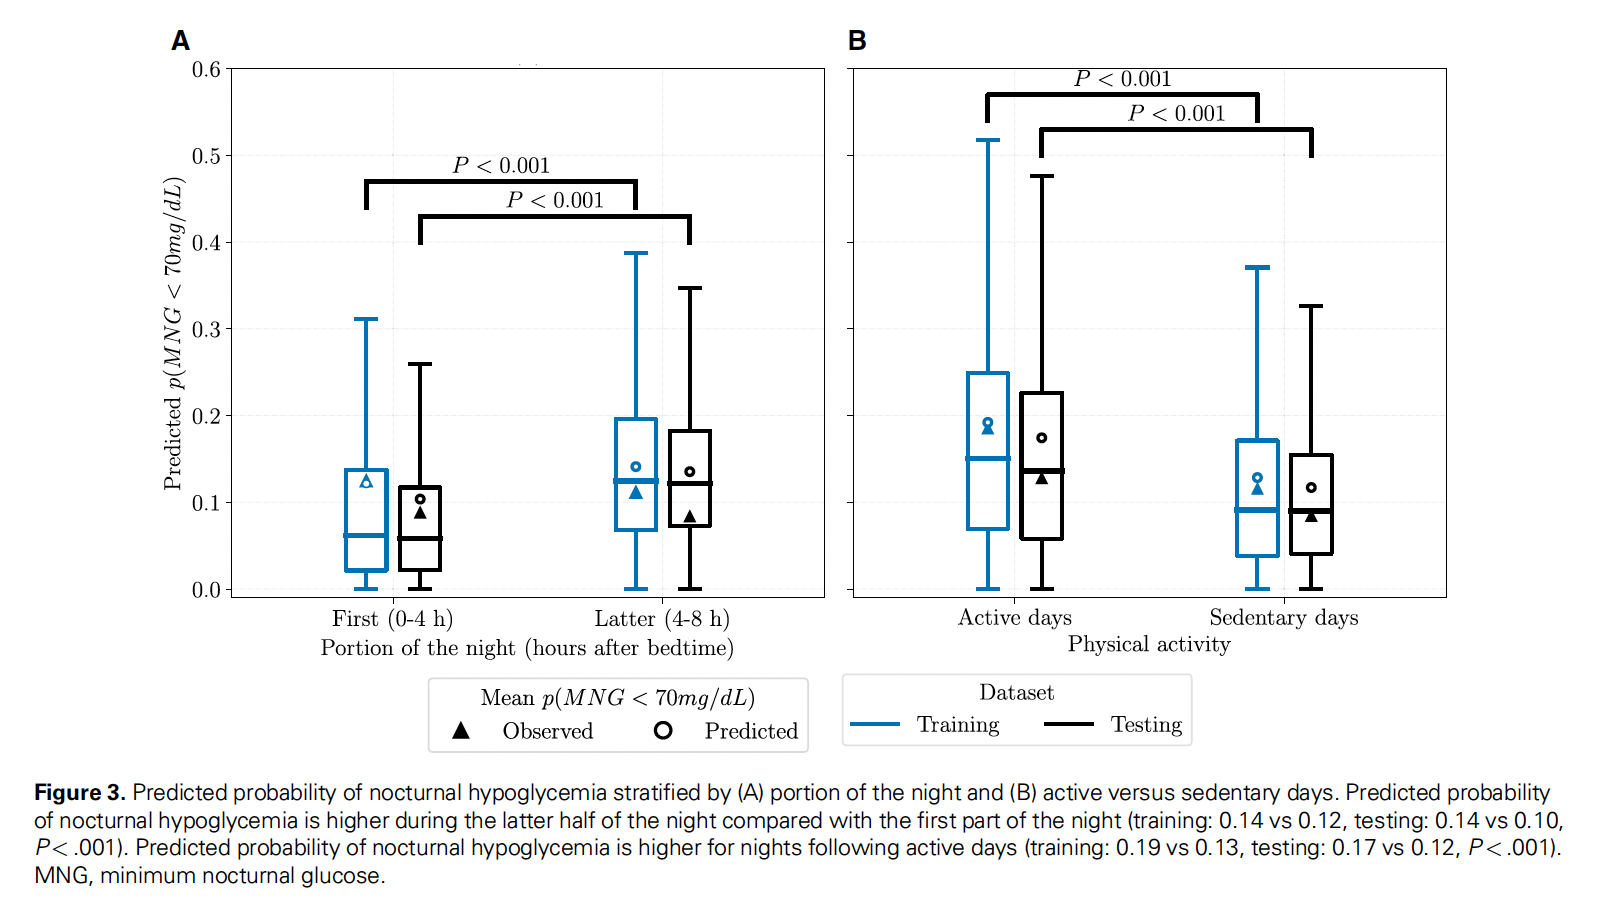 A
B
0.6
0.5
0.4
0.3
0.2
0.1
0.0
Predicted p(MNG < 70mg/dL)
P < 0.001
P < 0.001
P < 0.001
P < 0.001
First (0-4 h)
Latter (4-8 h)
Portion of the night (hours after bedtime)
Active days
Sedentary days
Physical activity
Mean p(MNG < 70mg/dL)
Observed
Predicted
Dataset
Training
Testing
Figure 3. Predicted probability of nocturnal hypoglycemia stratified by (A) portion of the night and (B) active versus sedentary days. Predicted probability
of nocturnal hypoglycemia is higher during the latter half of the night compared with the first part of the night (training: 0.14 vs 0.12, testing: 0.14 vs 0.10,
P< .001). Predicted probability of nocturnal hypoglycemia is higher for nights following active days (training: 0.19 vs 0.13, testing: 0.17 vs 0.12, P< .001).
MNG, minimum nocturnal glucose.